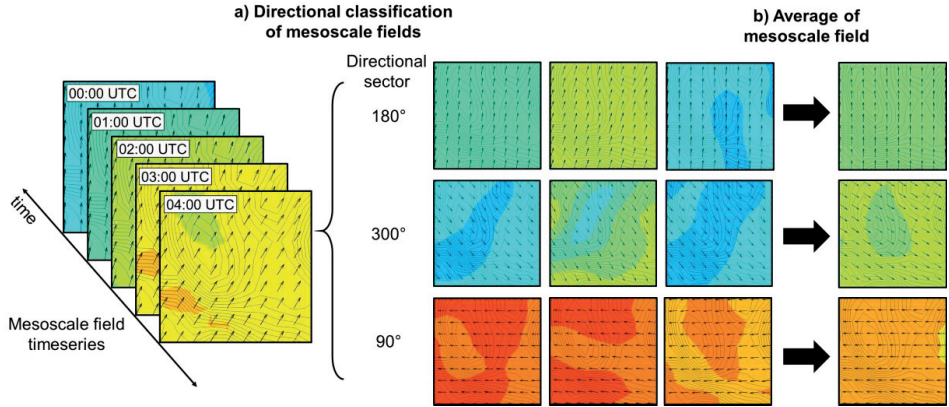 a) Directional classification
of mesoscale fields
b) Average of
mesoscale field
Directional
sector
00:00 UTC
01:00 UTC
02:00 UTC
03:00 UTC
04:00 UTC
time
Mesoscale field
timeseries
180°
300°
90°